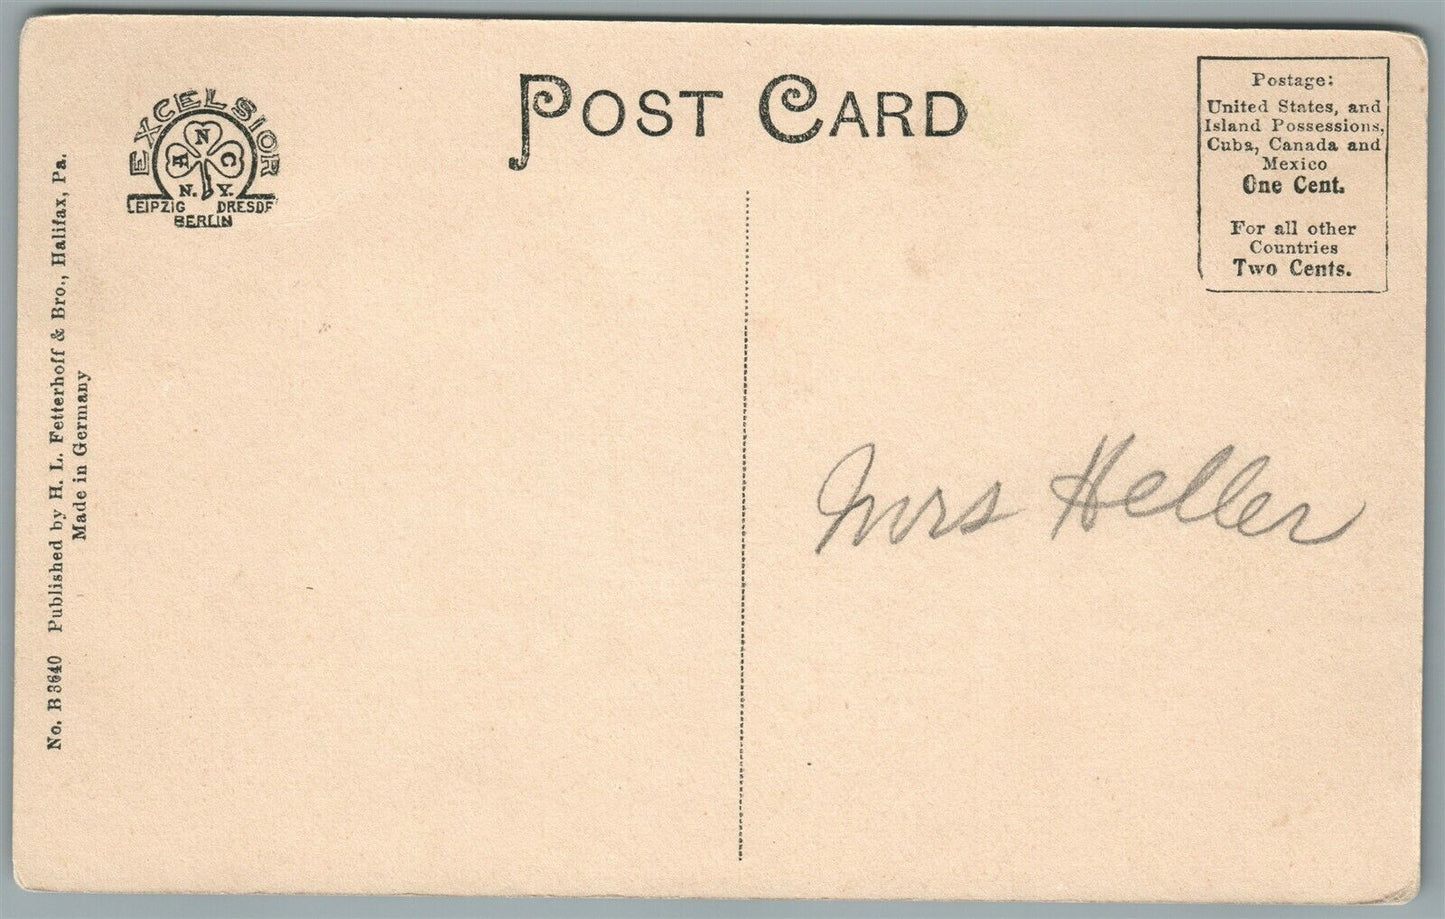 POST CARD
EXCELSIOR
A N C
N. Y.
LEIPZIG DRESDF
BERLIN
Postage:
United States, and
Island Possessions,
Cuba, Canada and
Mexico
One Cent.
For all other
Countries
Two Cents.
No. B 3640 Published by H. L. Fetterhoff & Bro., Halifax, Pa.
Made in Germany
Mrs Heller